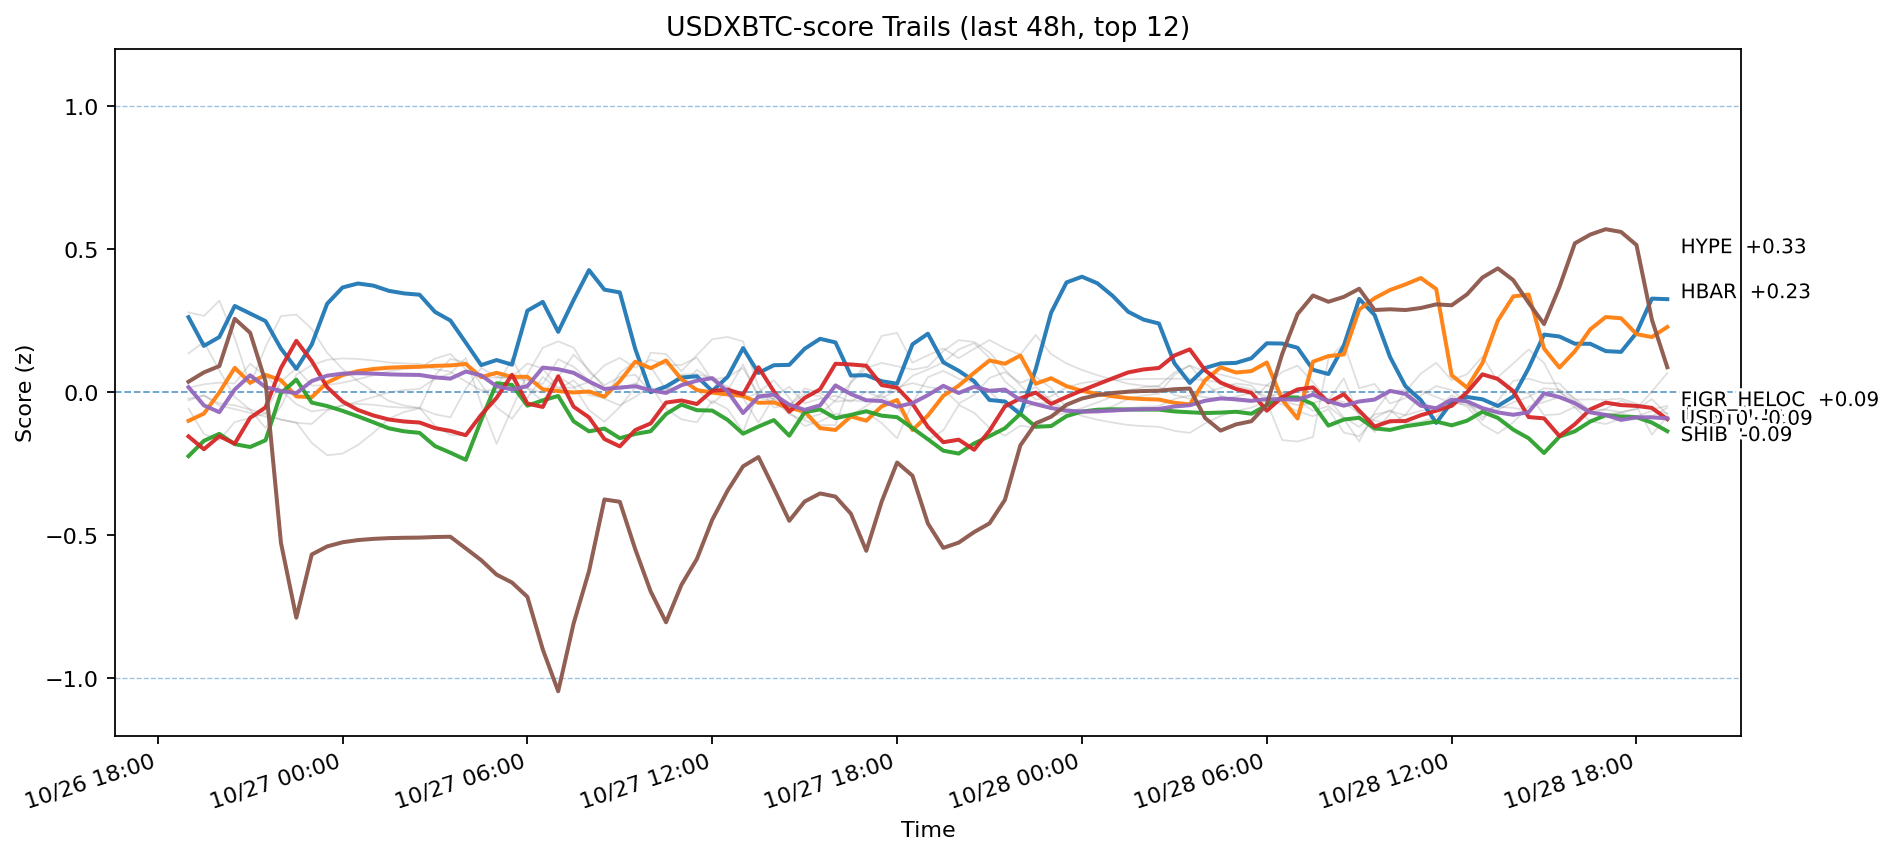 USDXBTC-score Trails (last 48h, top 12)
Score (z)
1.0
0.5
0.0
−0.5
−1.0
HYPE +0.33
HBAR +0.23
FIGR_HELOC +0.09
USDT0 -0.09
SHIB -0.09
10/26 18:00
10/27 00:00
10/27 06:00
10/27 12:00
10/27 18:00
10/28 00:00
10/28 06:00
10/28 12:00
10/28 18:00
Time